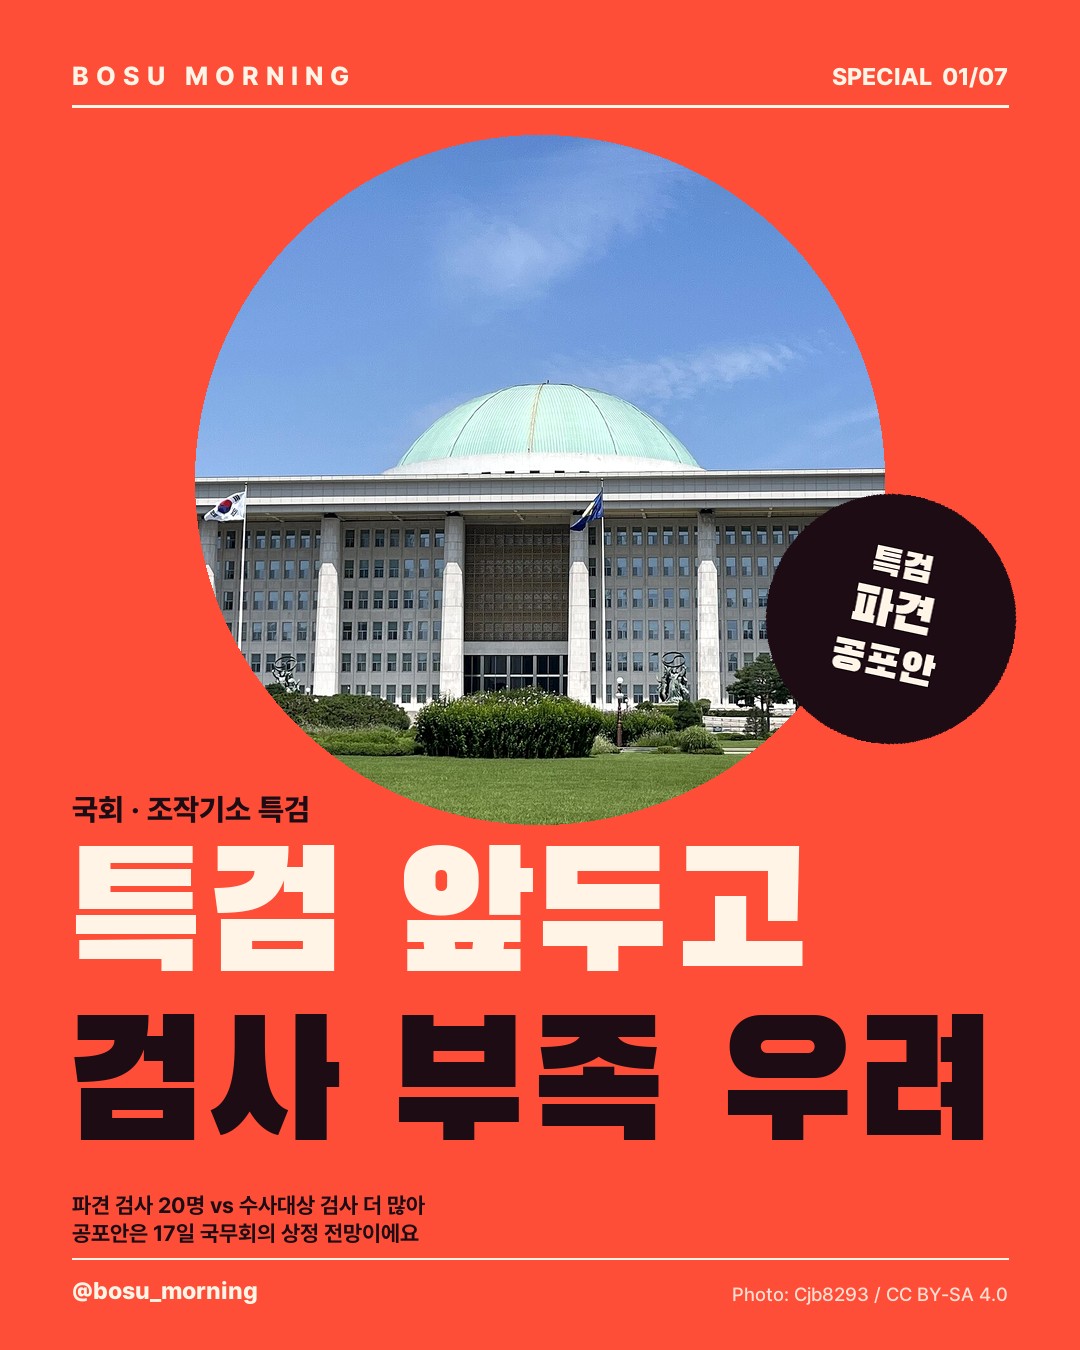 BOSU MORNING
SPECIAL 01/07
특검
파견
공포안
국회 · 조작기소 특검
특검 앞두고
검사 부족 우려
파견 검사 20명 vs 수사대상 검사 더 많아
공포안은 17일 국무회의 상정 전망이에요
@bosu_morning
Photo: Cjb8293 / CC BY-SA 4.0